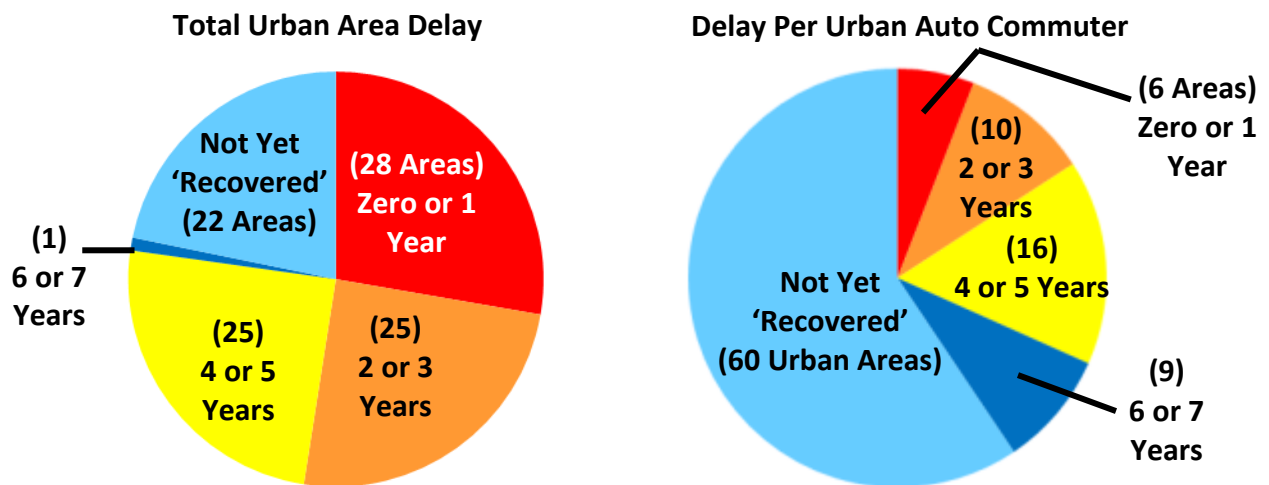 Total Urban Area Delay
Not Yet
‘Recovered’
(22 Areas)
(28 Areas)
Zero or 1
Year
(1)
6 or 7
Years
(25)
4 or 5
Years
(25)
2 or 3
Years
Delay Per Urban Auto Commuter
(6 Areas)
Zero or 1
Year
(10)
2 or 3
Years
(16)
4 or 5 Years
Not Yet
‘Recovered’
(60 Urban Areas)
(9)
6 or 7
Years